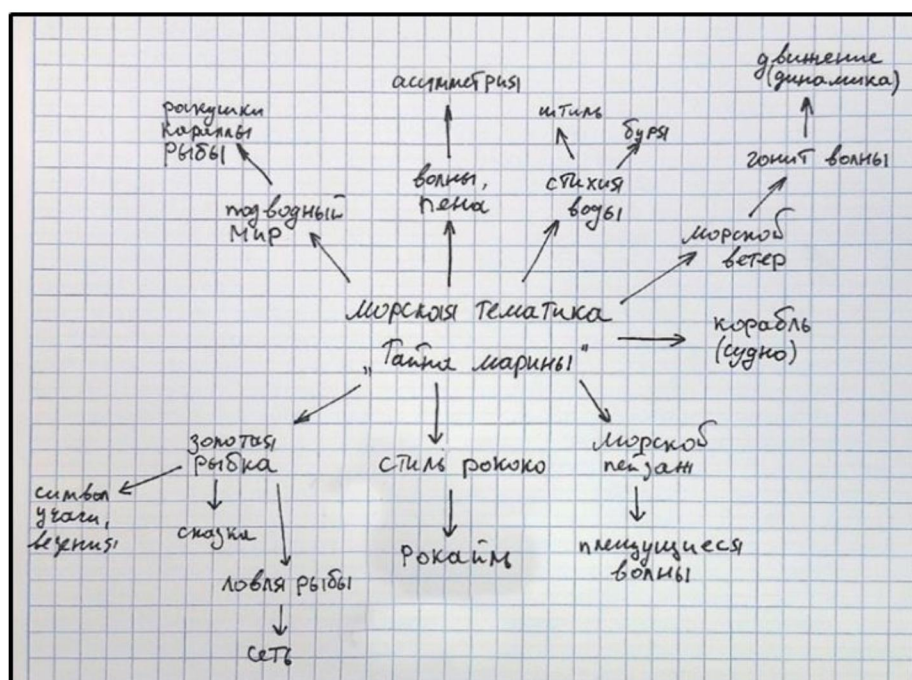 движение
(динамика)
асимметрия
ракушки
кораллы
рыбы
штиль
буря
гонит волны
волны,
пена
стихия
воды
подводный
мир
морской
ветер
морская тематика
"Тайна марины"
корабль
(судно)
золотая
рыбка
стиль рококо
морской
пейзаж
символ
удачи,
везения
сказка
рокайль
плещущиеся
волны
ловля рыбы
сеть